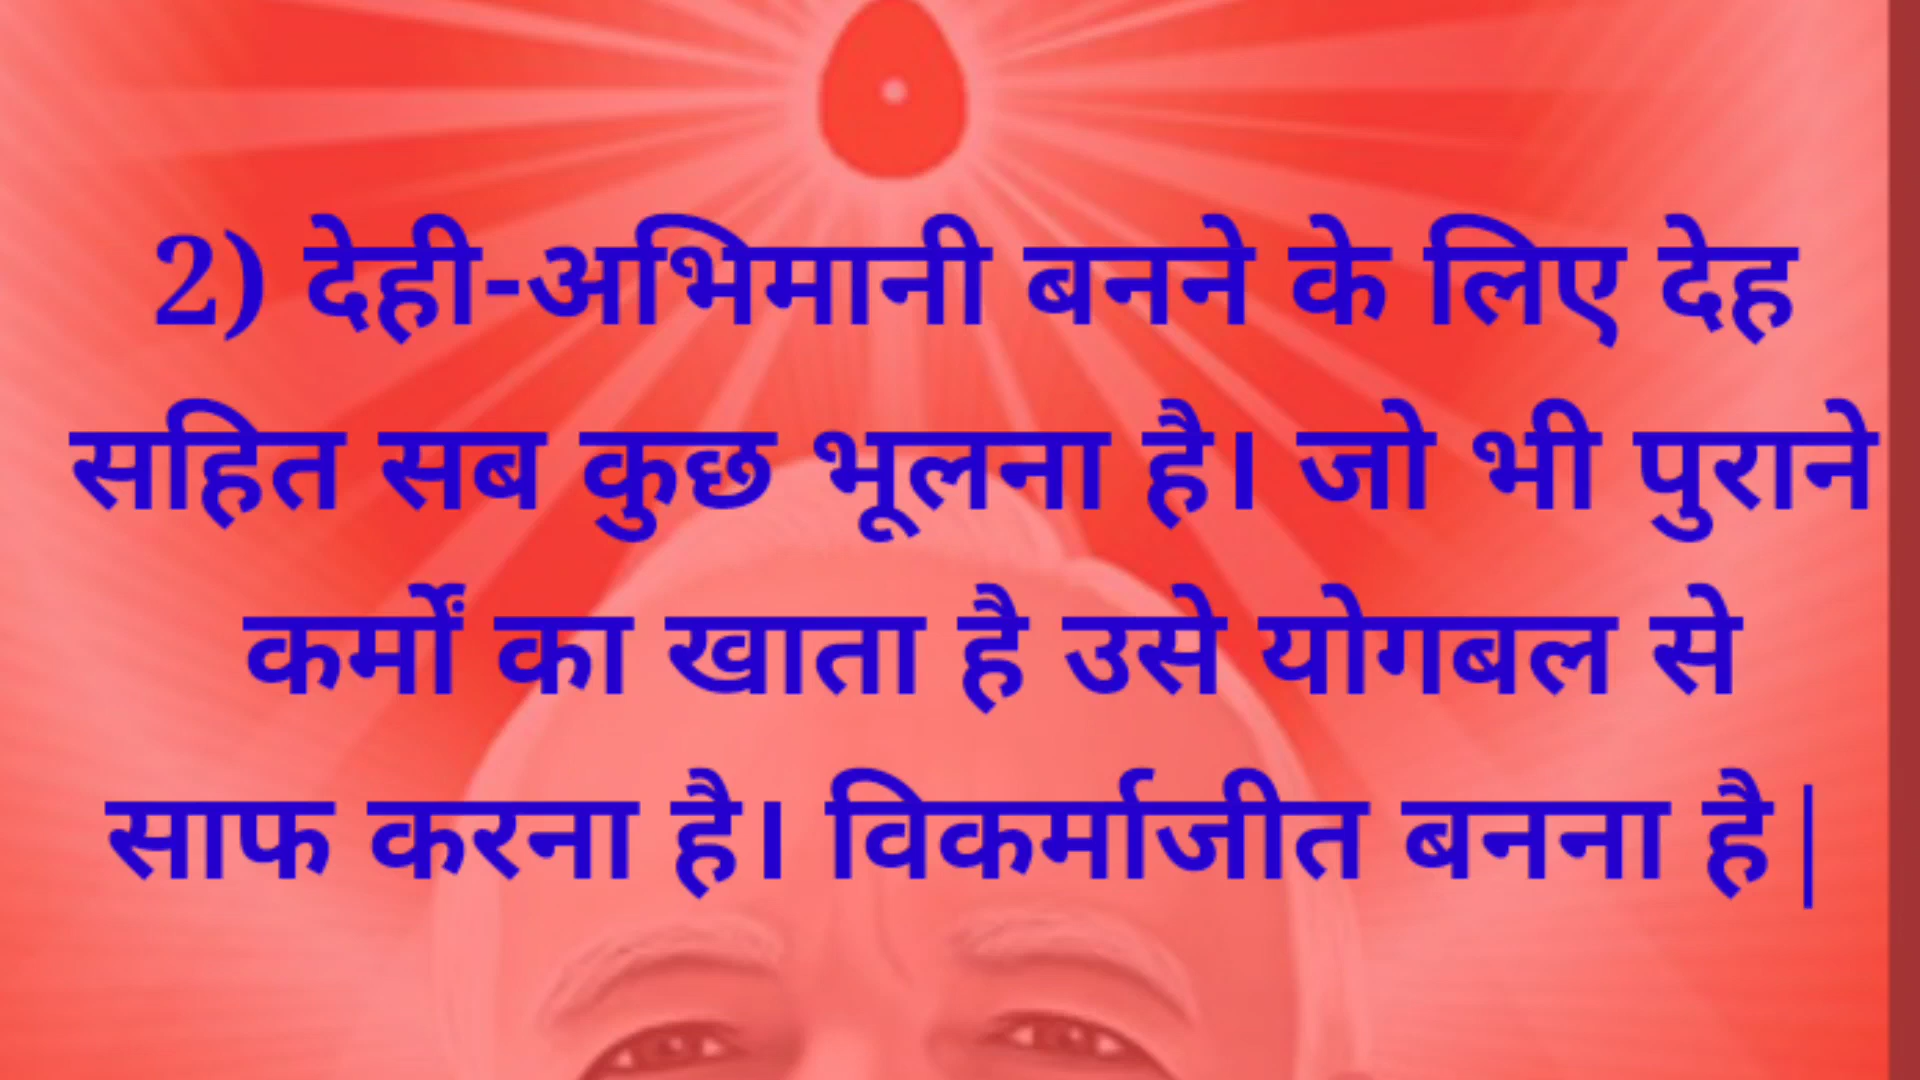 2) देही-अभिमानी बनने के लिए देह
सहित सब कुछ भूलना है। जो भी पुराने
कर्मों का खाता है उसे योगबल से
साफ करना है। विकर्माजीत बनना है|